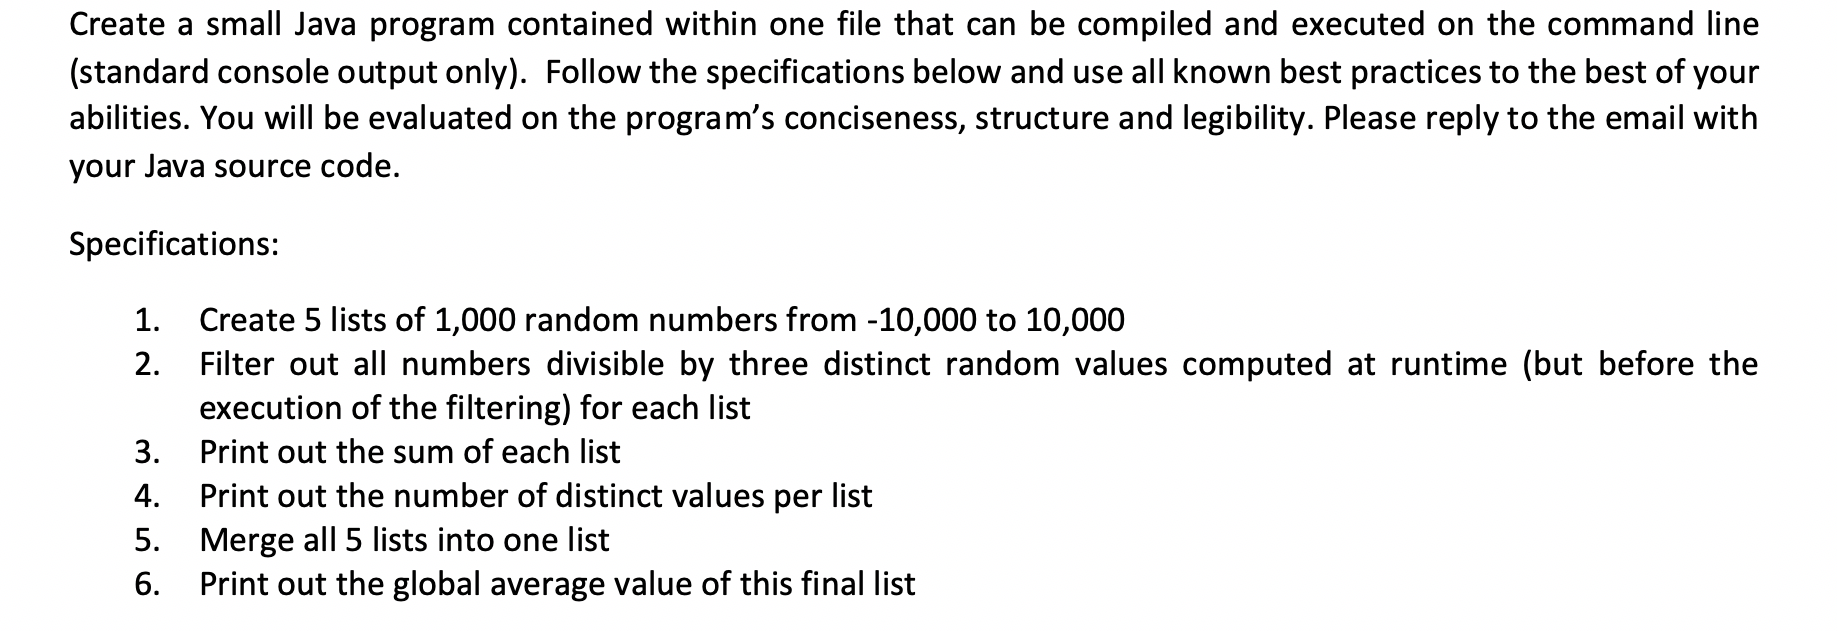 Create a small Java program contained within one file that can be compiled and executed on the command line
(standard console output only).  Follow the specifications below and use all known best practices to the best of your
abilities. You will be evaluated on the program’s conciseness, structure and legibility. Please reply to the email with
your Java source code.
Specifications:
1. Create 5 lists of 1,000 random numbers from -10,000 to 10,000
2. Filter out all numbers divisible by three distinct random values computed at runtime (but before the
execution of the filtering) for each list
3. Print out the sum of each list
4. Print out the number of distinct values per list
5. Merge all 5 lists into one list
6. Print out the global average value of this final list